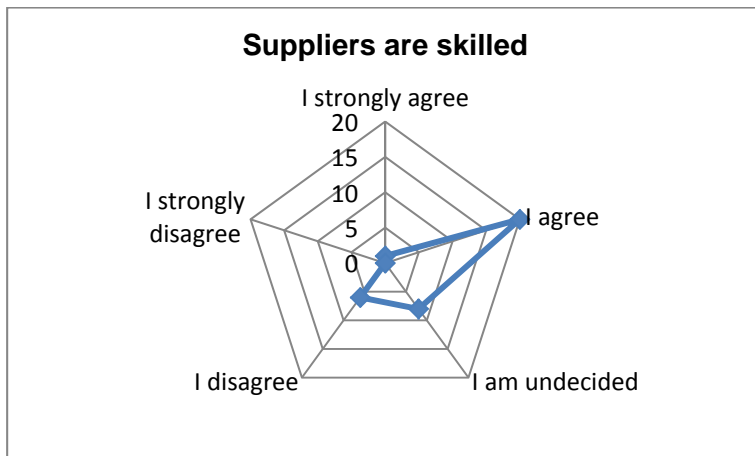 Suppliers are skilled
I strongly agree
20
15
10
5
0
I agree
I am undecided
I disagree
I strongly
disagree